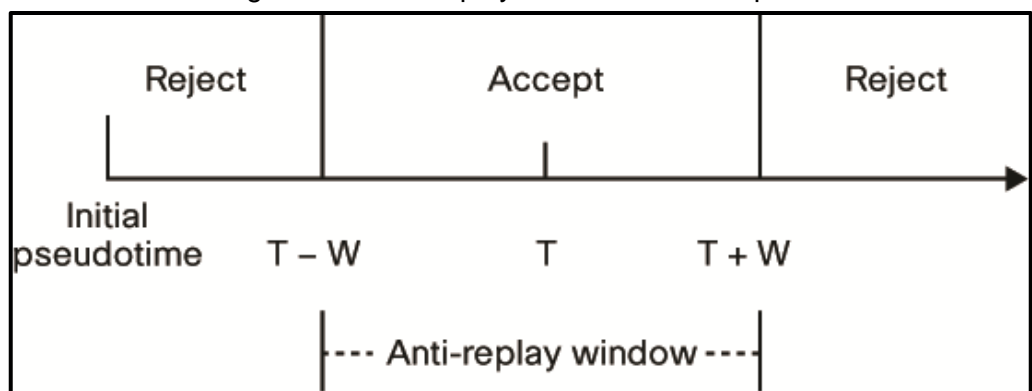 Reject
Accept
Reject
Initial
pseudotime
T – W
T
T + W
Anti-replay window